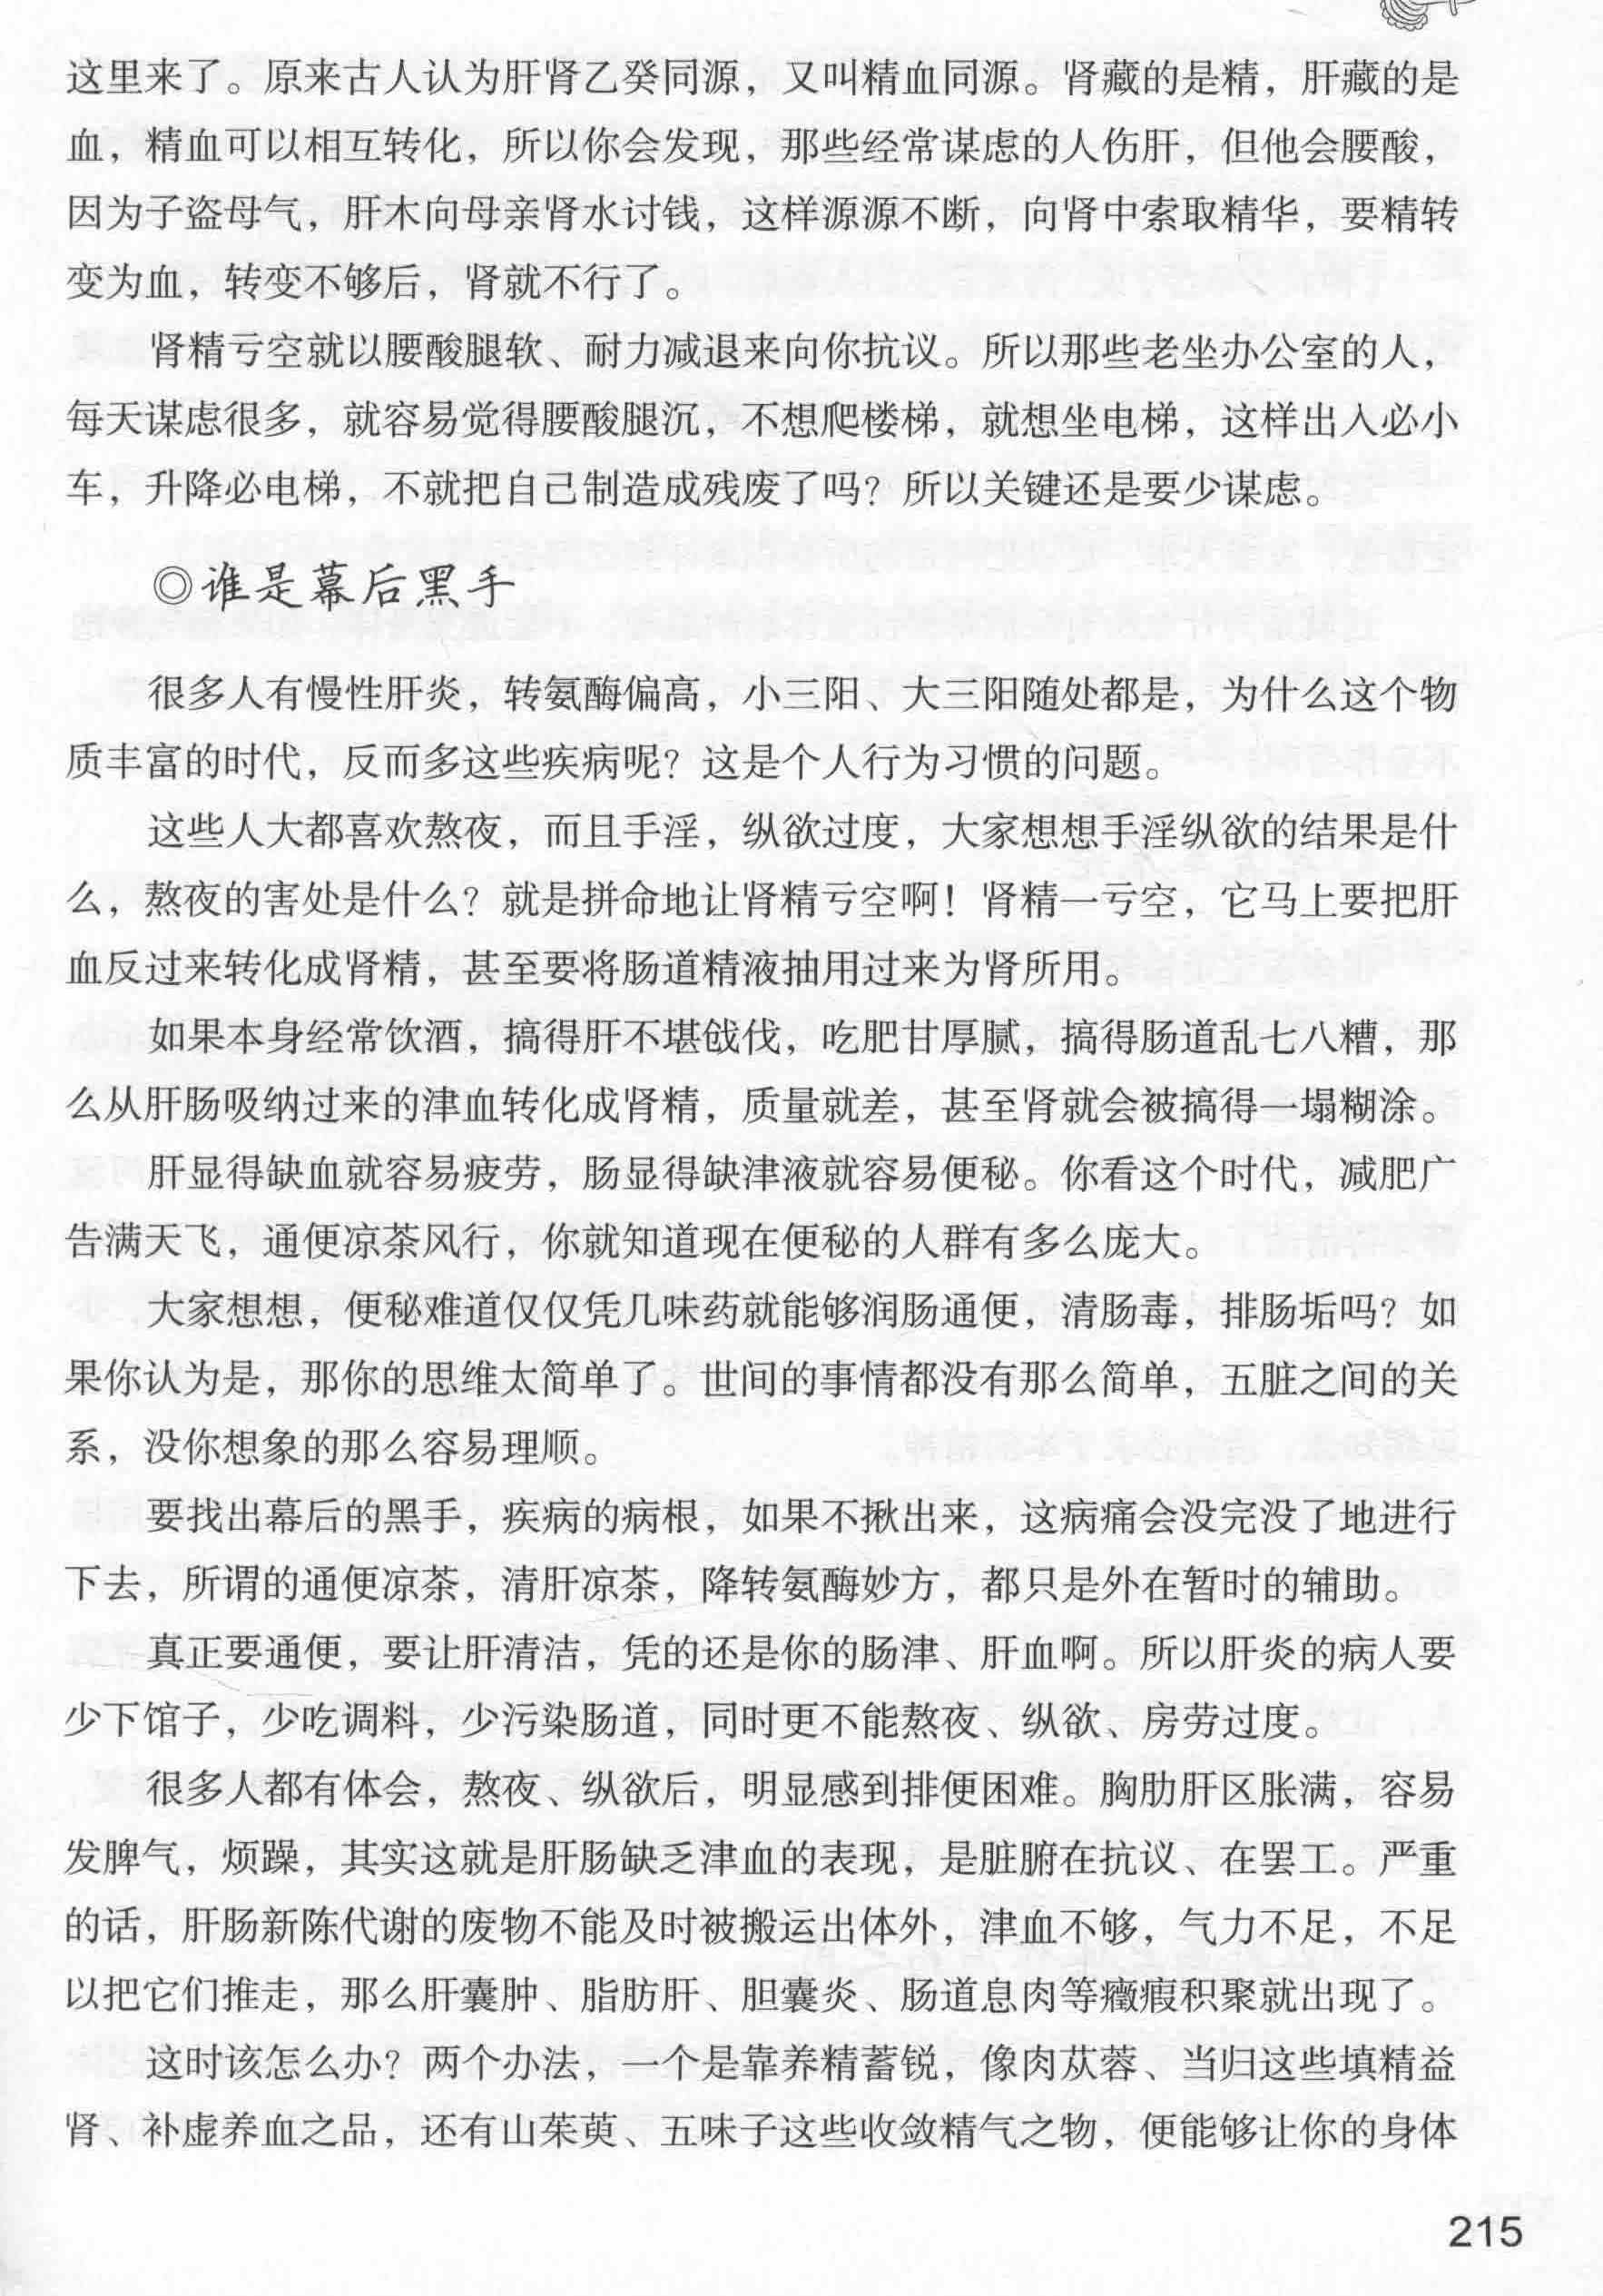 这里来了。原来古人认为肝肾乙癸同源，又叫精血同源。肾藏的是精，肝藏的是
血，精血可以相互转化，所以你会发现，那些经常谋虑的人伤肝，但他会腰酸，
因为子盗母气，肝木向母亲肾水讨钱，这样源源不断，向肾中索取精华，要精转
变为血，转变不够后，肾就不行了。
肾精亏空就以腰酸腿软、耐力减退来向你抗议。所以那些老坐办公室的人，
每天谋虑很多，就容易觉得腰酸腿沉，不想爬楼梯，就想坐电梯，这样出入必小
车，升降必电梯，不就把自己制造成残废了吗？所以关键还是要少谋虑。
◎谁是幕后黑手
很多人有慢性肝炎，转氨酶偏高，小三阳、大三阳随处都是，为什么这个物
质丰富的时代，反而多这些疾病呢？这是个人行为习惯的问题。
这些人大都喜欢熬夜，而且手淫，纵欲过度，大家想想手淫纵欲的结果是什
么，熬夜的害处是什么？就是拼命地让肾精亏空啊！肾精一亏空，它马上要把肝
血反过来转化成肾精，甚至要将肠道精液抽用过来为肾所用。
如果本身经常饮酒，搞得肝不堪戗伐，吃肥甘厚腻，搞得肠道乱七八糟，那
么从肝肠吸纳过来的津血转化成肾精，质量就差，甚至肾就会被搞得一塌糊涂。
肝显得缺血就容易疲劳，肠显得缺津液就容易便秘。你看这个时代，减肥广
告满天飞，通便凉茶风行，你就知道现在便秘的人群有多么庞大。
大家想想，便秘难道仅仅凭几味药就能够润肠通便，清肠毒，排肠垢吗？如
果你认为是，那你的思维太简单了。世间的事情都没有那么简单，五脏之间的关
系，没你想象的那么容易理顺。
要找出幕后的黑手，疾病的病根，如果不揪出来，这病痛会没完没了地进行
下去，所谓的通便凉茶，清肝凉茶，降转氨酶妙方，都只是外在暂时的辅助。
真正要通便，要让肝清洁，凭的还是你的肠津、肝血啊。所以肝炎的病人要
少下馆子，少吃调料，少污染肠道，同时更不能熬夜、纵欲、房劳过度。
很多人都有体会，熬夜、纵欲后，明显感到排便困难。胸肋肝区胀满，容易
发脾气，烦躁，其实这就是肝肠缺乏津血的表现，是脏腑在抗议、在罢工。严重
的话，肝肠新陈代谢的废物不能及时被搬运出体外，津血不够，气力不足，不足
以把它们推走，那么肝囊肿、脂肪肝、胆囊炎、肠道息肉等癥瘕积聚就出现了。
这时该怎么办？两个办法，一个是靠养精蓄锐，像肉苁蓉、当归这些填精益
肾、补虚养血之品，还有山茱萸、五味子这些收敛精气之物，便能够让你的身体
215